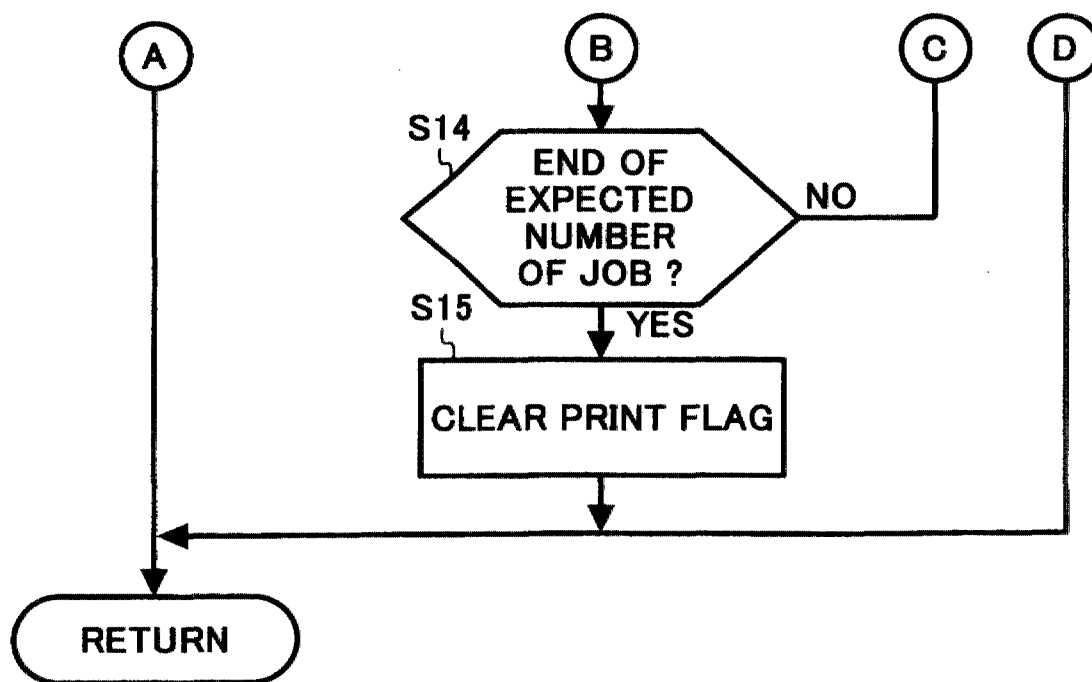 A
B
C
D
S14
END OF
EXPECTED
NUMBER
OF JOB ?
NO
S15
YES
CLEAR PRINT FLAG
RETURN